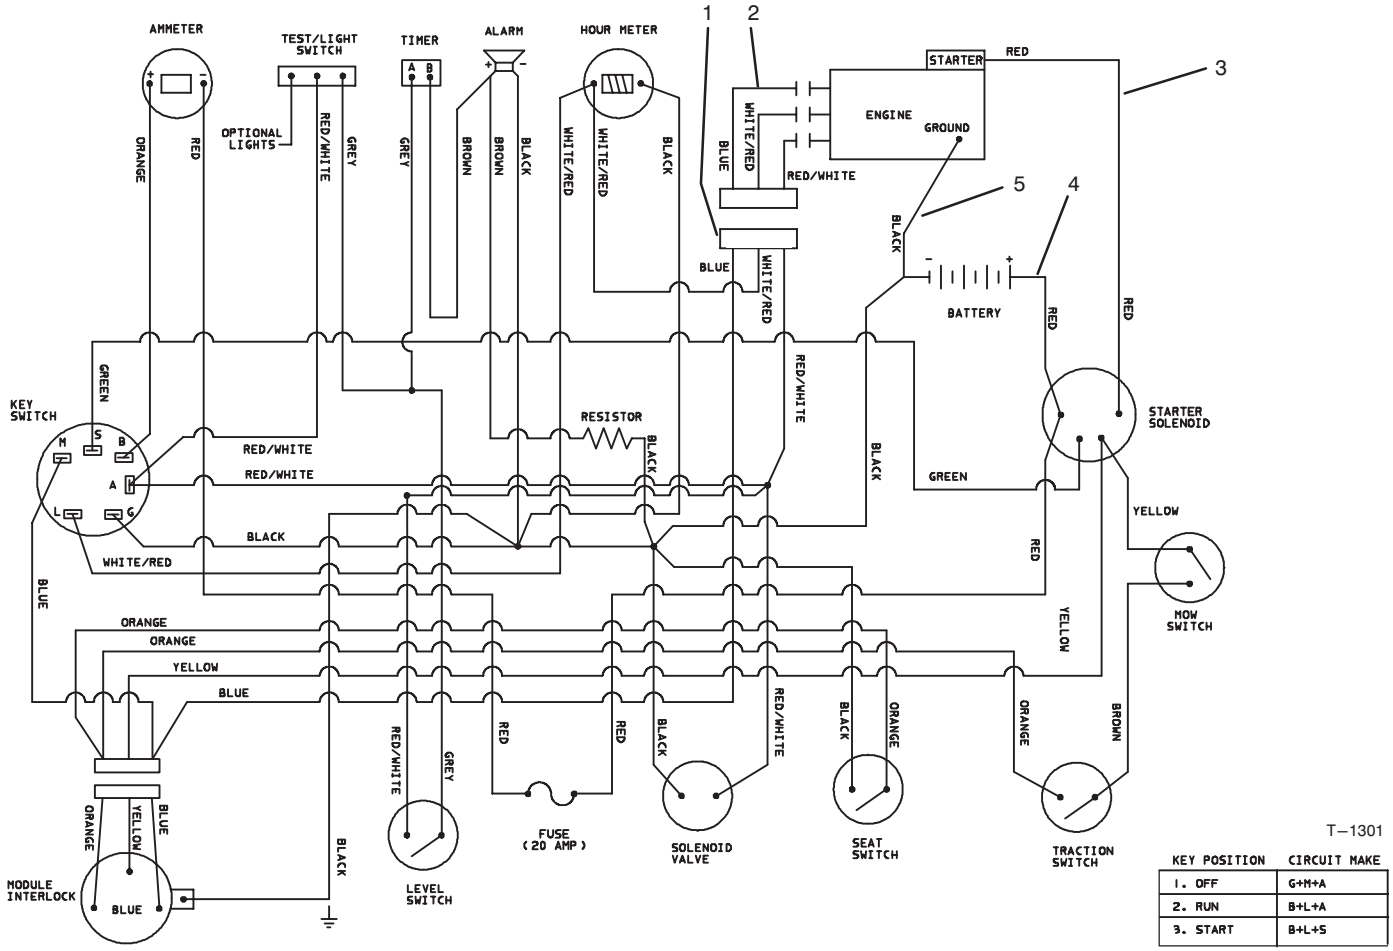 1
2
AMMETER
TEST/LIGHT
SWITCH
TIMER
ALARM
HOUR METER
STARTER
RED
3
+
-
A
B
+
-
OPTIONAL
LIGHTS
ORANGE
RED
RED/WHITE
GREY
GREY
BROWN
BROWN
BLACK
WHITE/RED
WHITE/RED
BLACK
BLUE
WHITE/RED
RED/WHITE
ENGINE
GROUND
5
4
BLACK
BLUE
WHITE/RED
-
+
BATTERY
RED
RED
GREEN
RED/WHITE
KEY
SWITCH
M
S
B
A
L
G
RED/WHITE
RED/WHITE
RESISTOR
BLACK
BLACK
STARTER
SOLENOID
GREEN
YELLOW
BLACK
WHITE/RED
BLUE
RED
YELLOW
MOW
SWITCH
ORANGE
ORANGE
YELLOW
BLUE
RED/WHITE
GREY
RED
RED
BLACK
RED/WHITE
BLACK
ORANGE
ORANGE
BROWN
ORANGE
YELLOW
BLUE
BLACK
MODULE
INTERLOCK
BLUE
LEVEL
SWITCH
FUSE
(20 AMP)
SOLENOID
VALVE
SEAT
SWITCH
TRACTION
SWITCH
T-1301
KEY POSITION CIRCUIT MAKE
1. OFF G+M+A
2. RUN B+L+A
3. START B+L+S